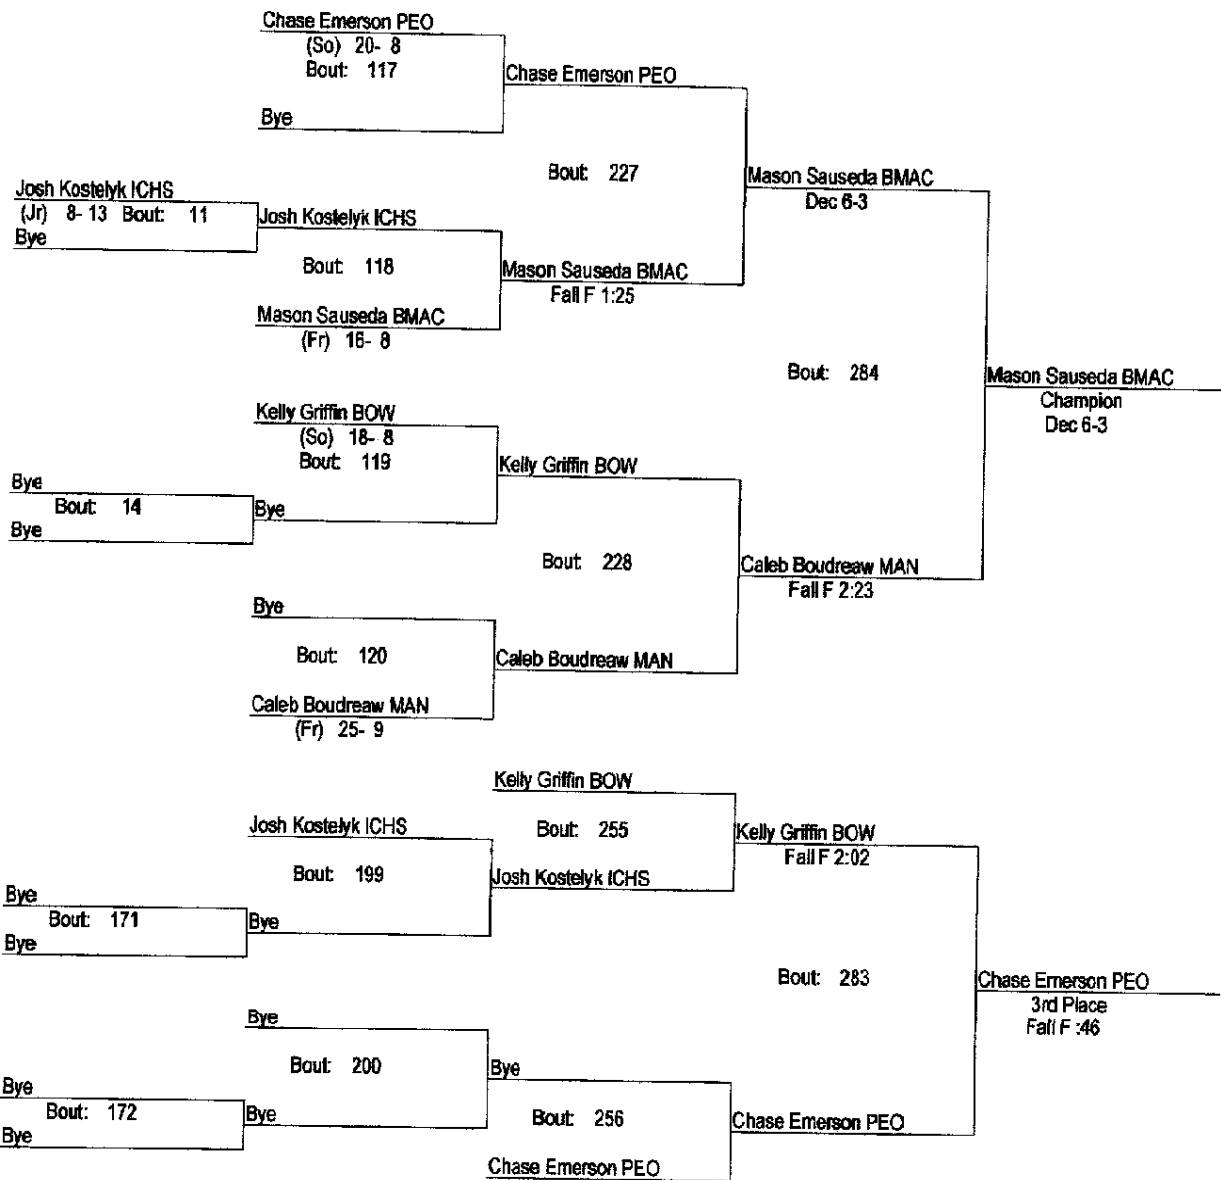 Chase Emerson PEO
(So) 20- 8
Bout: 117
Chase Emerson PEO
Bye
Bout: 227
Mason Sauseda BMAC
Dec 6-3
Josh Kostelyk ICHS
(Jr) 8- 13 Bout: 11
Bye
Josh Kostelyk ICHS
Bout: 118
Mason Sauseda BMAC
Fall F 1:25
Mason Sauseda BMAC
(Fr) 16- 8
Bout: 284
Mason Sauseda BMAC
Champion
Dec 6-3
Kelly Griffin BOW
(So) 18- 8
Bout: 119
Kelly Griffin BOW
Bye
Bout: 14
Bye
Bye
Bout: 228
Caleb Boudreaw MAN
Fall F 2:23
Bye
Bout: 120
Caleb Boudreaw MAN
Caleb Boudreaw MAN
(Fr) 25- 9
Kelly Griffin BOW
Josh Kostelyk ICHS
Bout: 255
Kelly Griffin BOW
Fall F 2:02
Bout: 199
Josh Kostelyk ICHS
Bye
Bout: 171
Bye
Bye
Bout: 283
Chase Emerson PEO
3rd Place
Fall F :46
Bye
Bout: 200
Bye
Bye
Bout: 172
Bye
Bye
Bout: 256
Chase Emerson PEO
Chase Emerson PEO